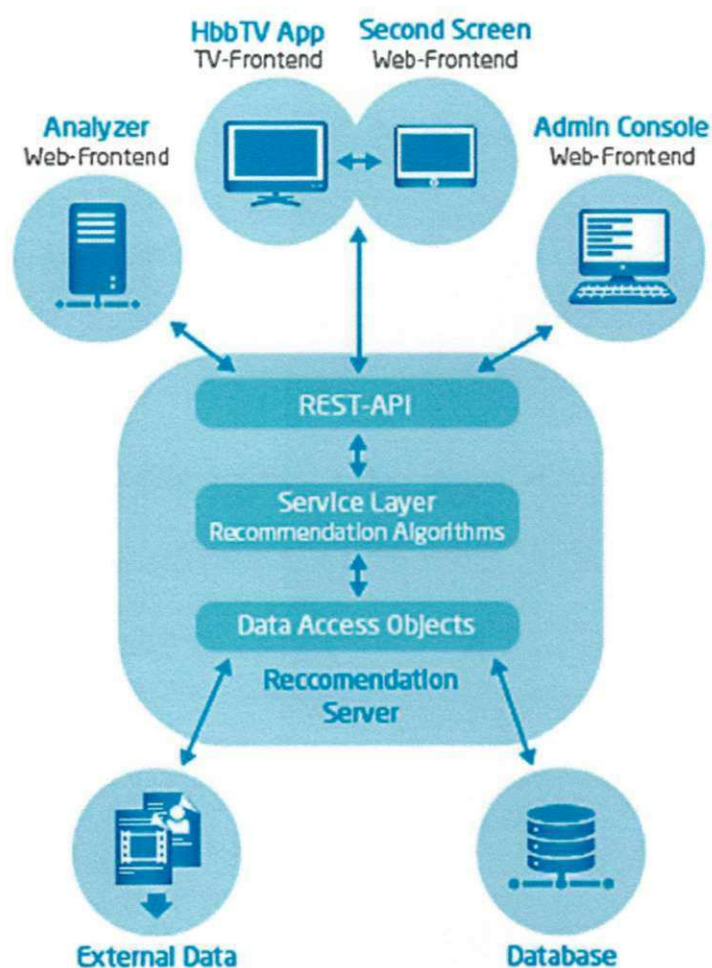 HbbTV App
TV-Frontend
Second Screen
Web-Frontend
Analyzer
Web-Frontend
Admin Console
Web-Frontend
REST-API
Service Layer
Recommendation Algorithms
Data Access Objects
Reccomendation
Server
External Data
Database